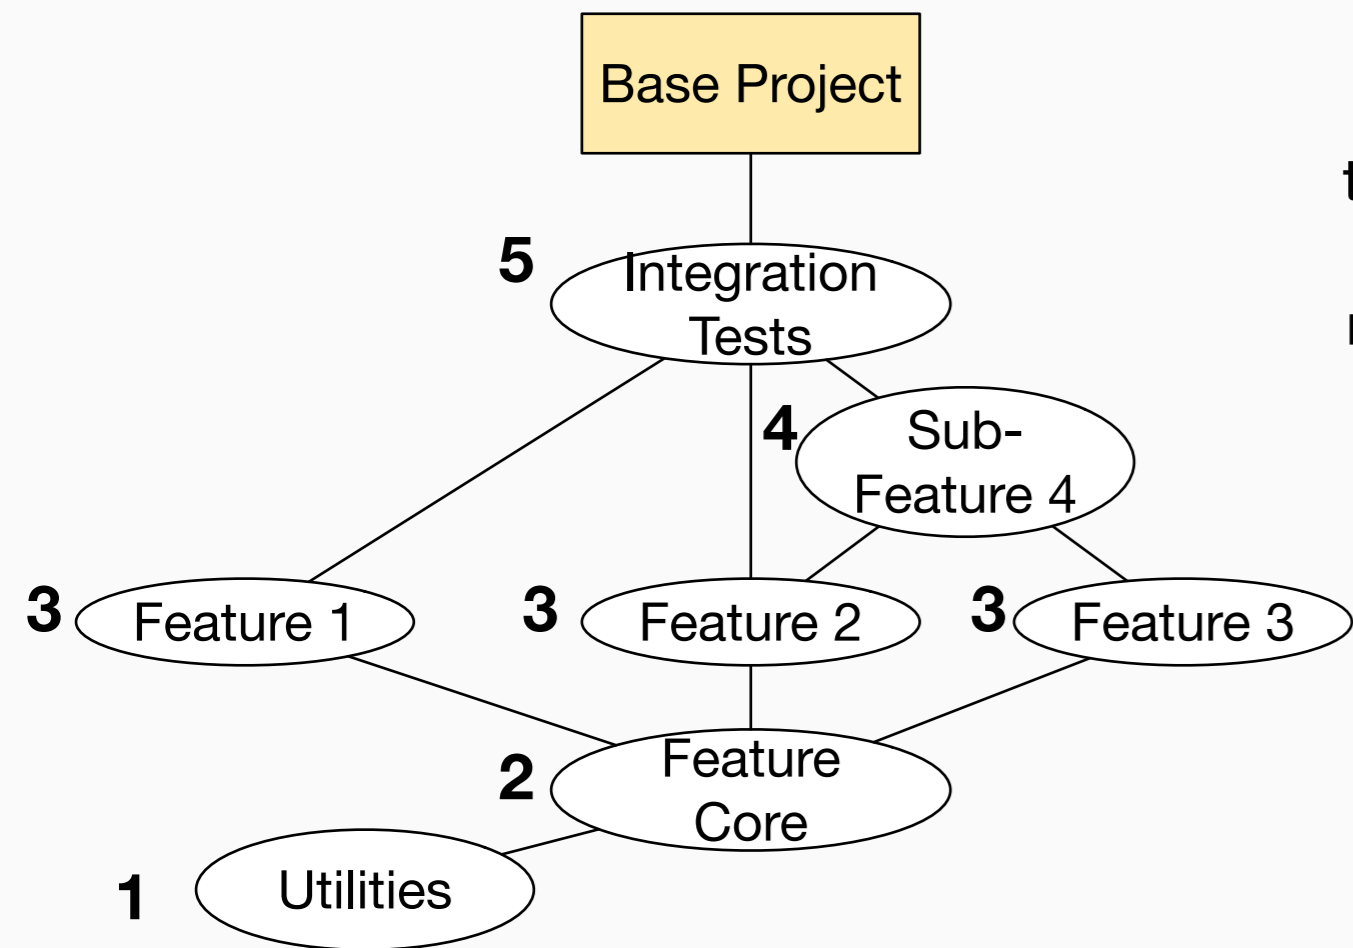 Base Project
5
Integration
Tests
4
Sub-
Feature 4
3
Feature 1
3
Feature 2
3
Feature 3
2
Feature
Core
1
Utilities